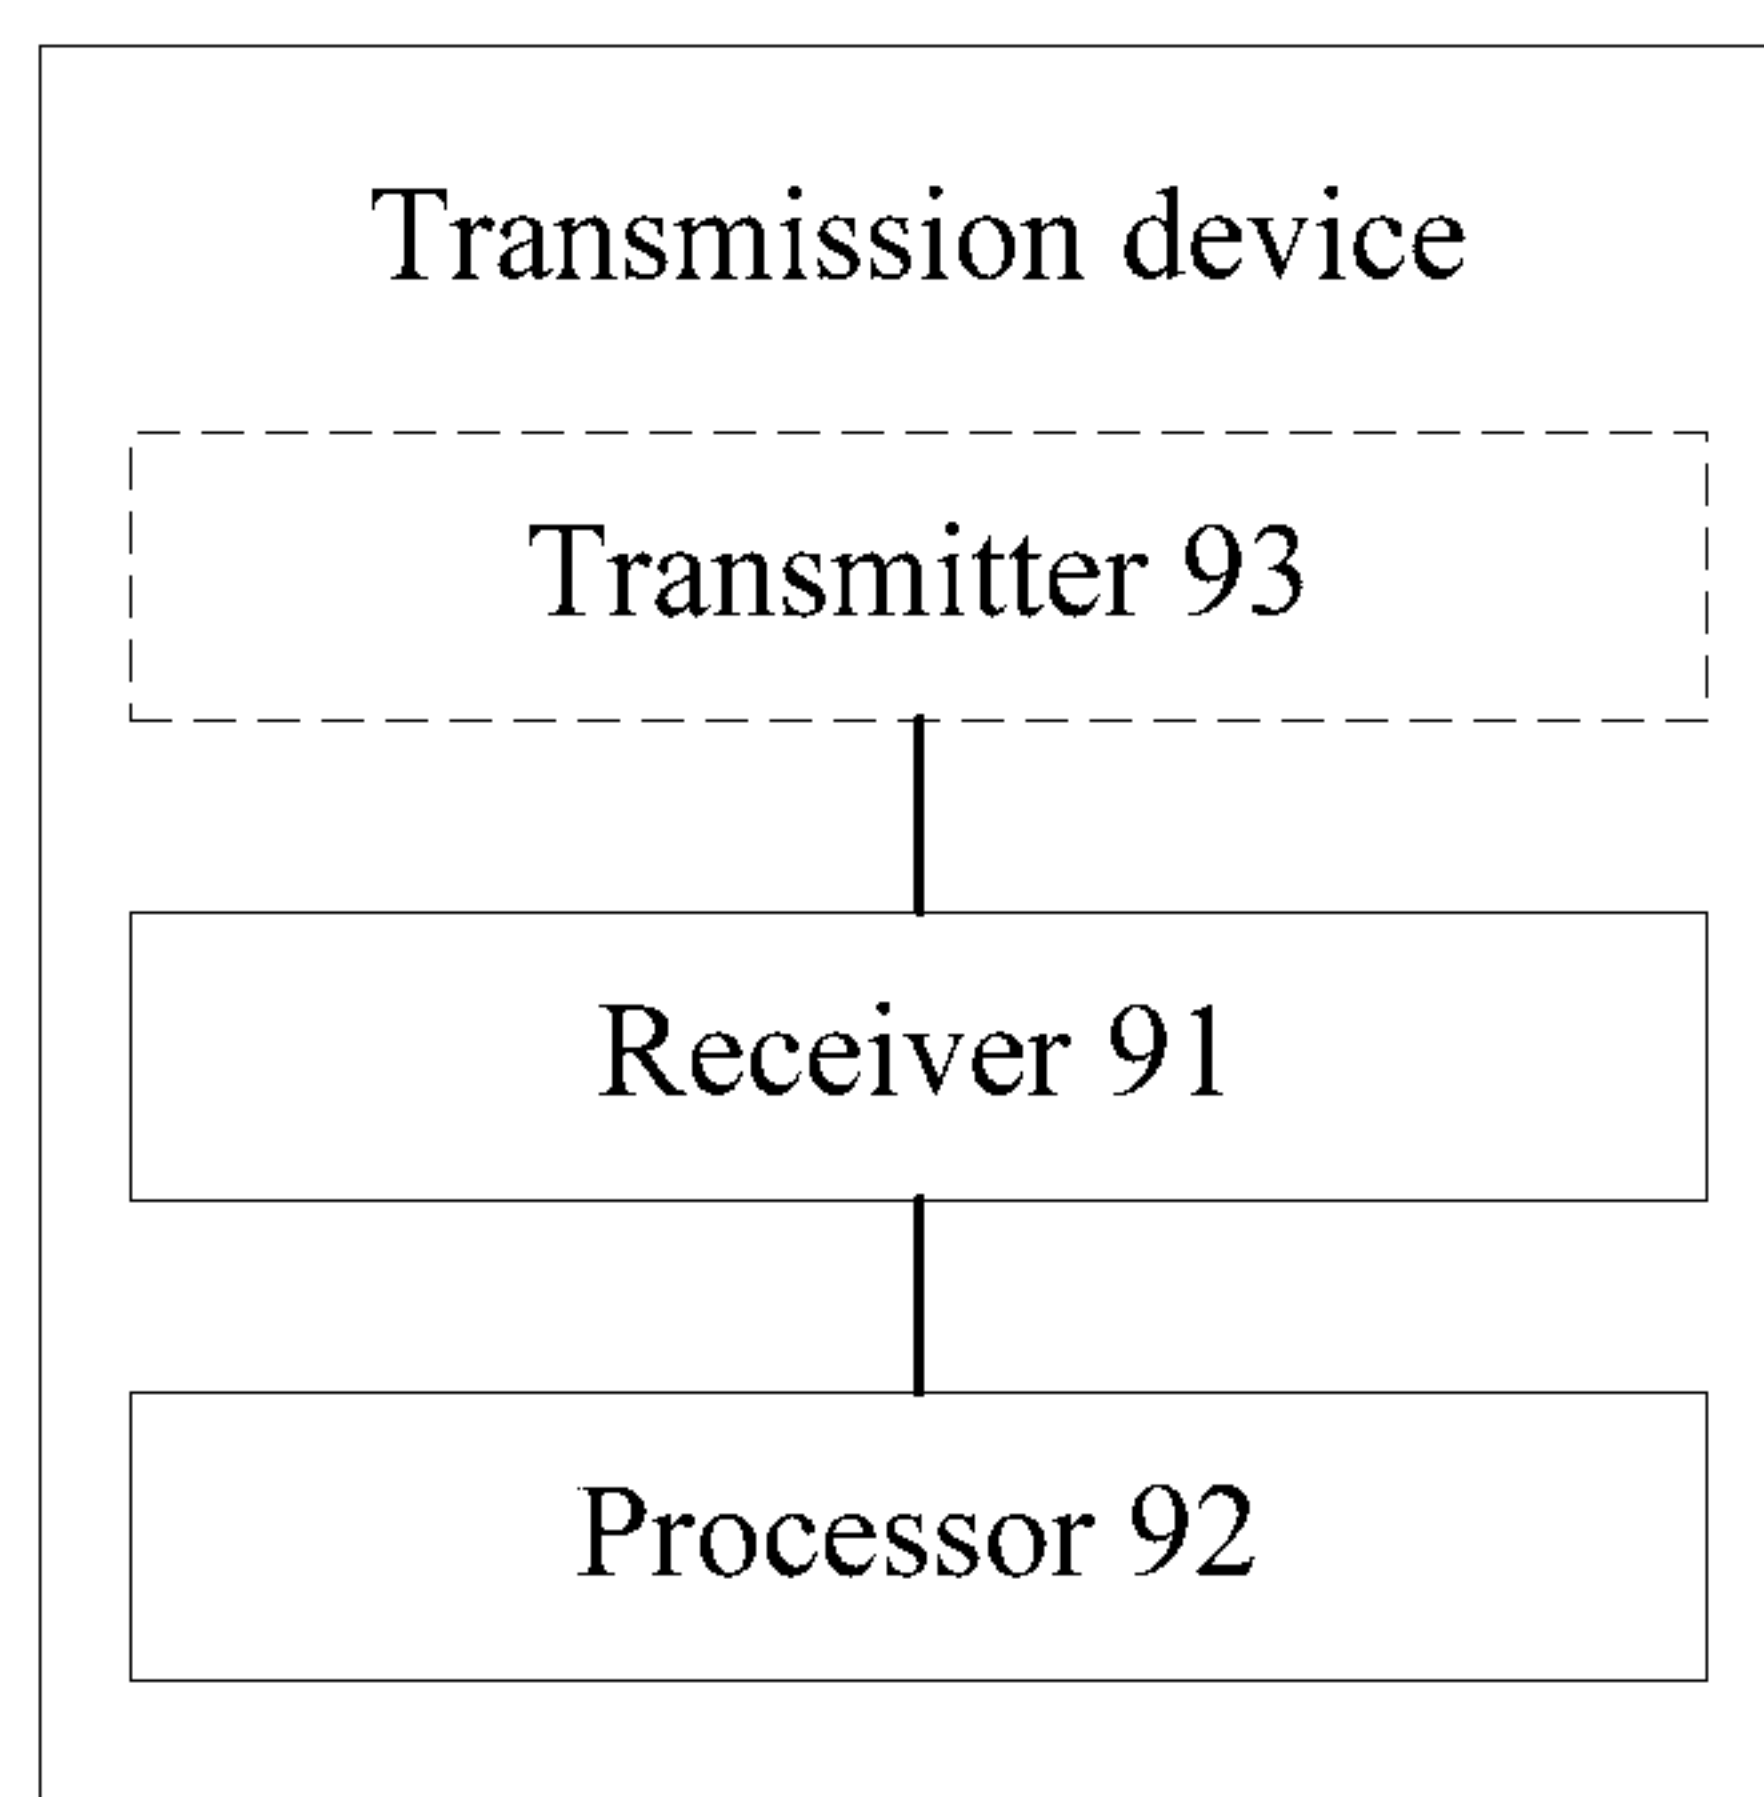 Transmission device
Transmitter 93
Receiver 91
Processor 92